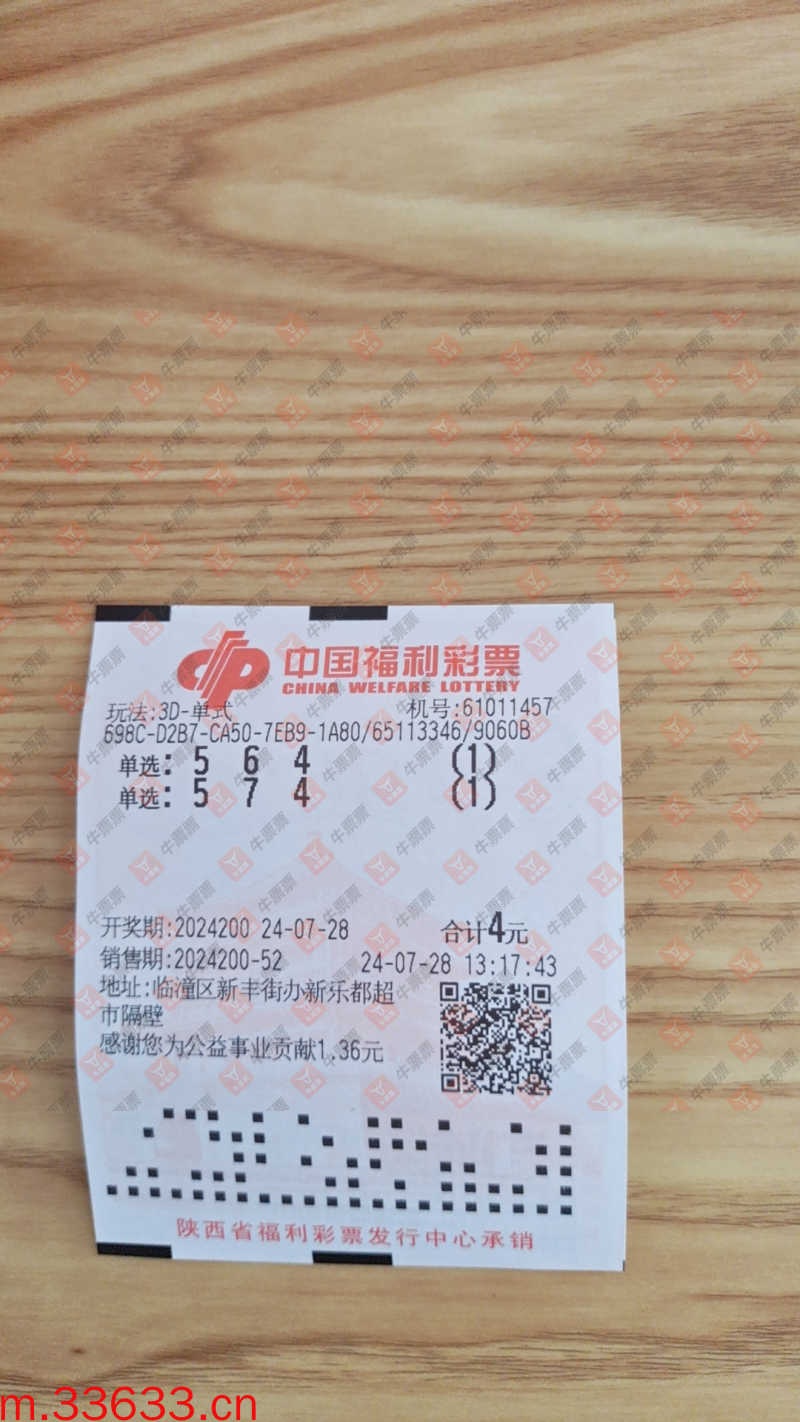 中国福利彩票
CHINA WELFARE LOTTERY
玩法:3D-单式 机号:61011457
698C-D2B7-CA50-7EB9-1A80/65113346/9060B
单选: 5 6 4 (1)
单选: 5 7 4 (1)
开奖期:2024200 24-07-28 合计4元
销售期:2024200-52 24-07-28 13:17:43
地址:临潼区新丰街办新乐都超
市隔壁
感谢您为公益事业贡献1.36元
陕西省福利彩票发行中心承销
牛票票
m.33633.cn